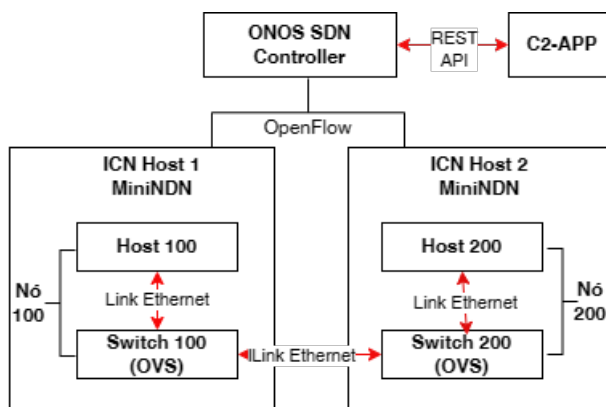 ONOS SDN
Controller
REST
API
C2-APP
OpenFlow
ICN Host 1
MiniNDN
ICN Host 2
MiniNDN
Host 100
Host 200
Nó
100
Link Ethernet
Link Ethernet
Nó
200
Switch 100
(OVS)
Link Ethernet
Switch 200
(OVS)